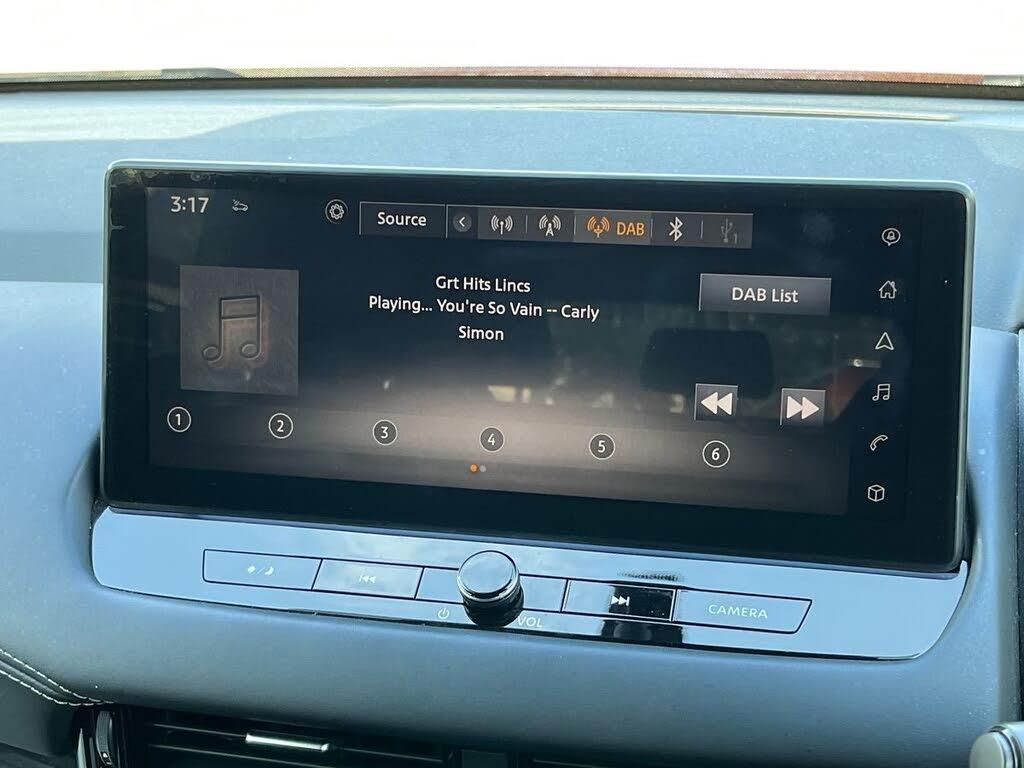 3:17
Source
A
DAB
1
Grt Hits Lincs
Playing... You're So Vain -- Carly
Simon
DAB List
1 2 3 4 5 6
VOL
CAMERA